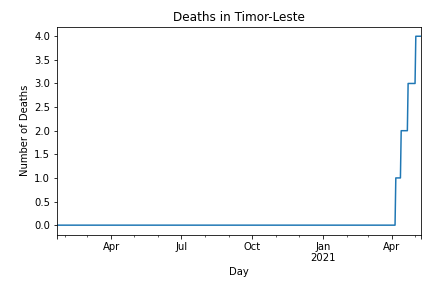 Deaths in Timor-Leste
4.0
3.5
3.0
2.5
2.0
1.5
1.0
0.5
0.0
Number of Deaths
Apr
Jul
Oct
Jan
2021
Apr
Day